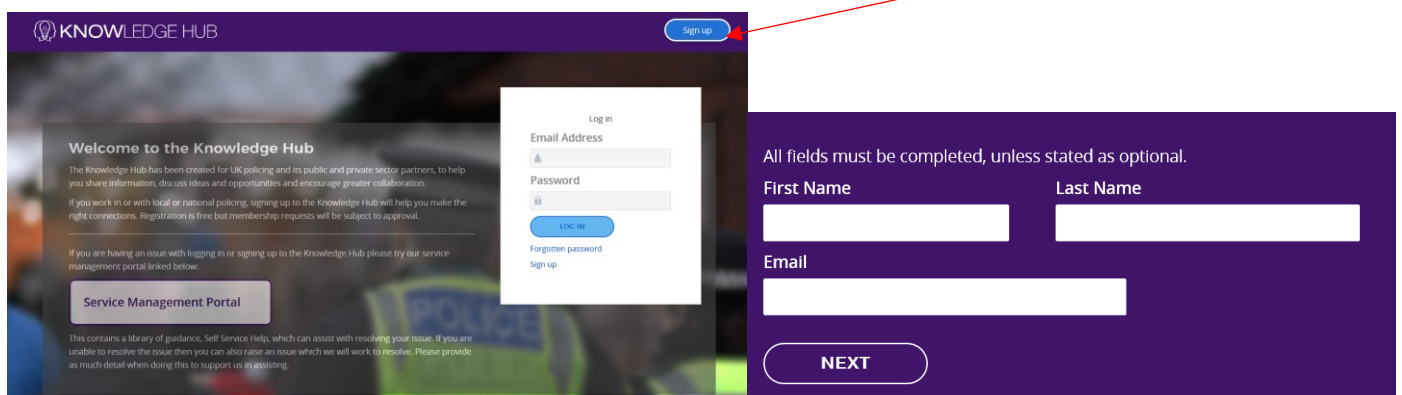 KNOWLEDGE HUB
Sign up
Welcome to the Knowledge Hub
The Knowledge Hub has been created for UK policing and its public and private sector partners, to help
you share information, discuss ideas and opportunities and encourage greater collaboration.
If you work in or with local or national policing, signing up to the Knowledge Hub will help you make the
right connections. Registration is free but membership requests will be subject to approval.
If you are having an issue with logging in or signing up to the Knowledge Hub please try our service
management portal linked below:
Service Management Portal
This contains a library of guidance, Self Service Help, which can assist with resolving your issue. If you are
unable to resolve the issue then you can also raise an issue which we will work to resolve. Please provide
as much detail when doing this to support us in assisting.
Log in
Email Address
Password
LOG IN
Forgotten password
Sign up
POLICE
All fields must be completed, unless stated as optional.
First Name Last Name
Email
NEXT